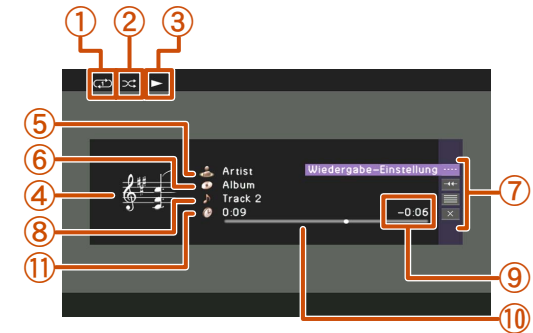 ① ② ③
⑤ Artist Wiedergabe-Einstellung
⑥ Album
④ ⑦
⑧ Track 2
⑪ 0:09 -0:06
⑨
⑩